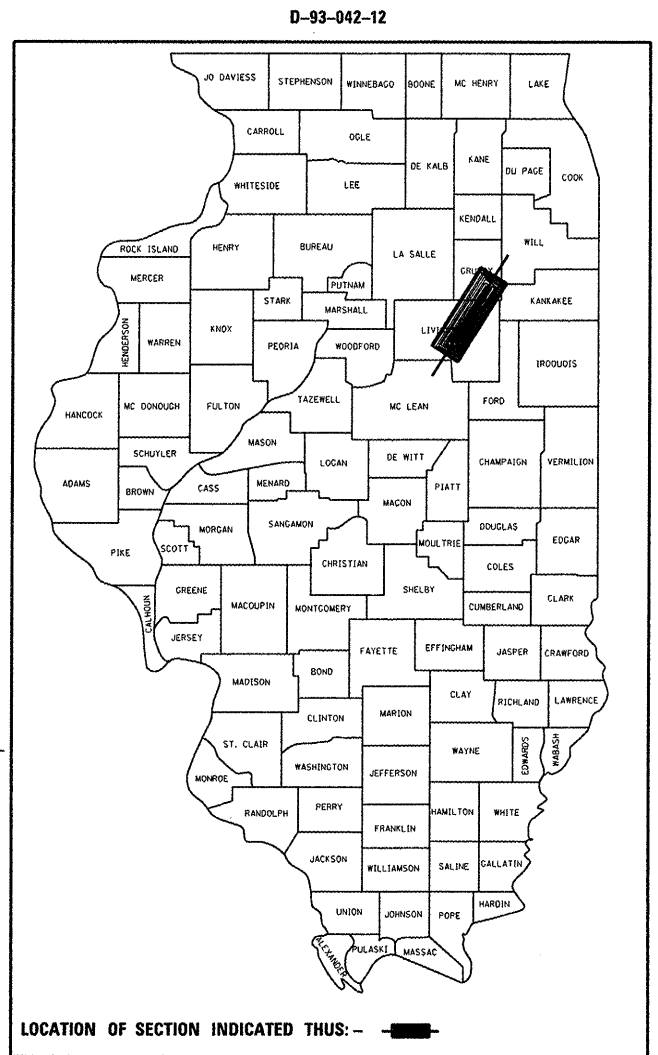 D-93-042-12
JO DAVIESS STEPHENSON WINNEBAGO BOONE MC HENRY LAKE
CARROLL OGLE
DE KALB KANE DU PAGE COOK
WHITESIDE LEE
KENDALL
ROCK ISLAND HENRY BUREAU LA SALLE WILL
MERCER PUTNAM
STARK MARSHALL KANKAKEE
HENDERSON WARREN KNOX PEORIA WOODFORD IROQUOIS
HANCOCK MC DONOUGH FULTON TAZEWELL MC LEAN FORD
MASON
SCHUYLER LOGAN DE WITT CHAMPAIGN VERMILION
ADAMS BROWN CASS MENARD PIATT
MACON
MORGAN SANGAMON DOUGLAS
PIKE SCOTT CHRISTIAN MOULTRIE EDGAR
COLES
GREENE MACOUPIN MONTGOMERY SHELBY CLARK
CALHOUN CUMBERLAND
JERSEY FAYETTE EFFINGHAM JASPER CRAWFORD
MADISON BOND
CLAY RICHLAND LAWRENCE
CLINTON MARION
ST. CLAIR WAYNE EDWARDS WABASH
MONROE WASHINGTON JEFFERSON
RANDOLPH PERRY HAMILTON WHITE
FRANKLIN
JACKSON WILLIAMSON SALINE GALLATIN
UNION JOHNSON POPE HARDIN
ALEXANDER PULASKI MASSAC
LOCATION OF SECTION INDICATED THUS: –